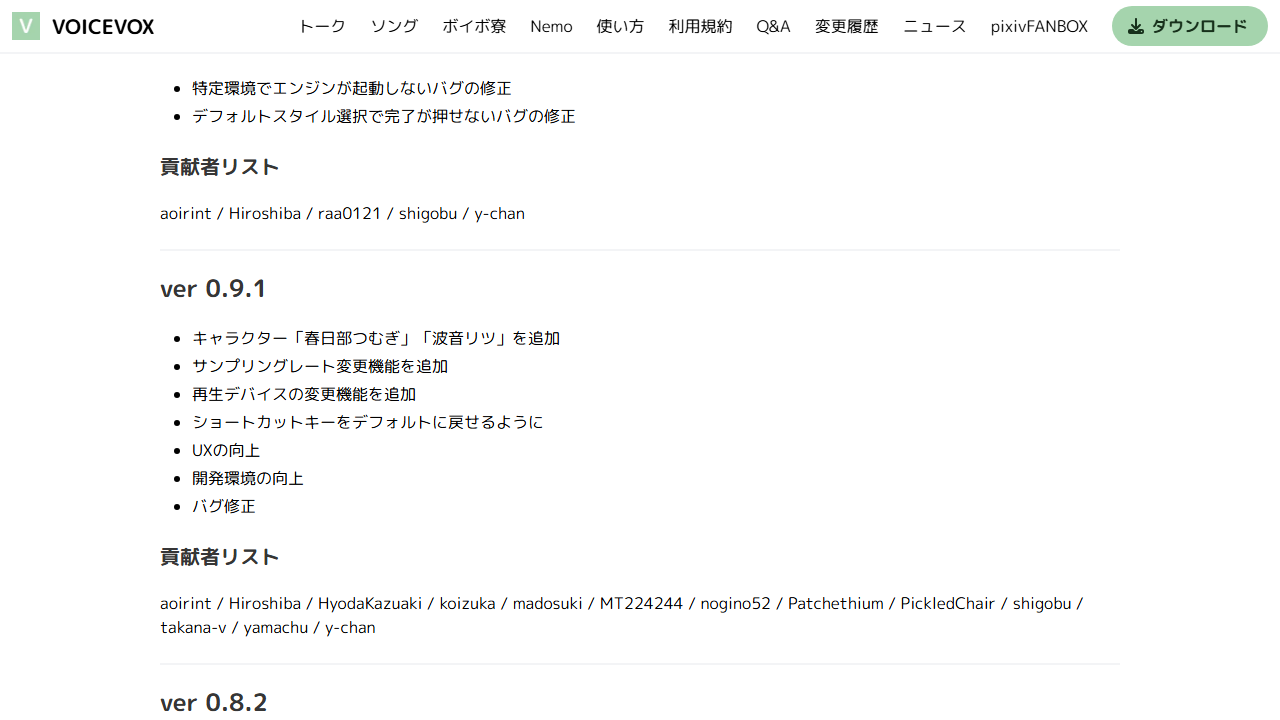 V VOICEVOX トーク ソング ボイボ寮 Nemo 使い方 利用規約 Q&A 変更履歴 ニュース pixivFANBOX ダウンロード
特定環境でエンジンが起動しないバグの修正
デフォルトスタイル選択で完了が押せないバグの修正
貢献者リスト
aoirint / Hiroshiba / raa0121 / shigobu / y-chan
ver 0.9.1
キャラクター「春日部つむぎ」「波音リツ」を追加
サンプリングレート変更機能を追加
再生デバイスの変更機能を追加
ショートカットキーをデフォルトに戻せるように
UXの向上
開発環境の向上
バグ修正
貢献者リスト
aoirint / Hiroshiba / HyodaKazuaki / koizuka / madosuki / MT224244 / nogino52 / Patchethium / PickledChair / shigobu /
takana-v / yamachu / y-chan
ver 0.8.2